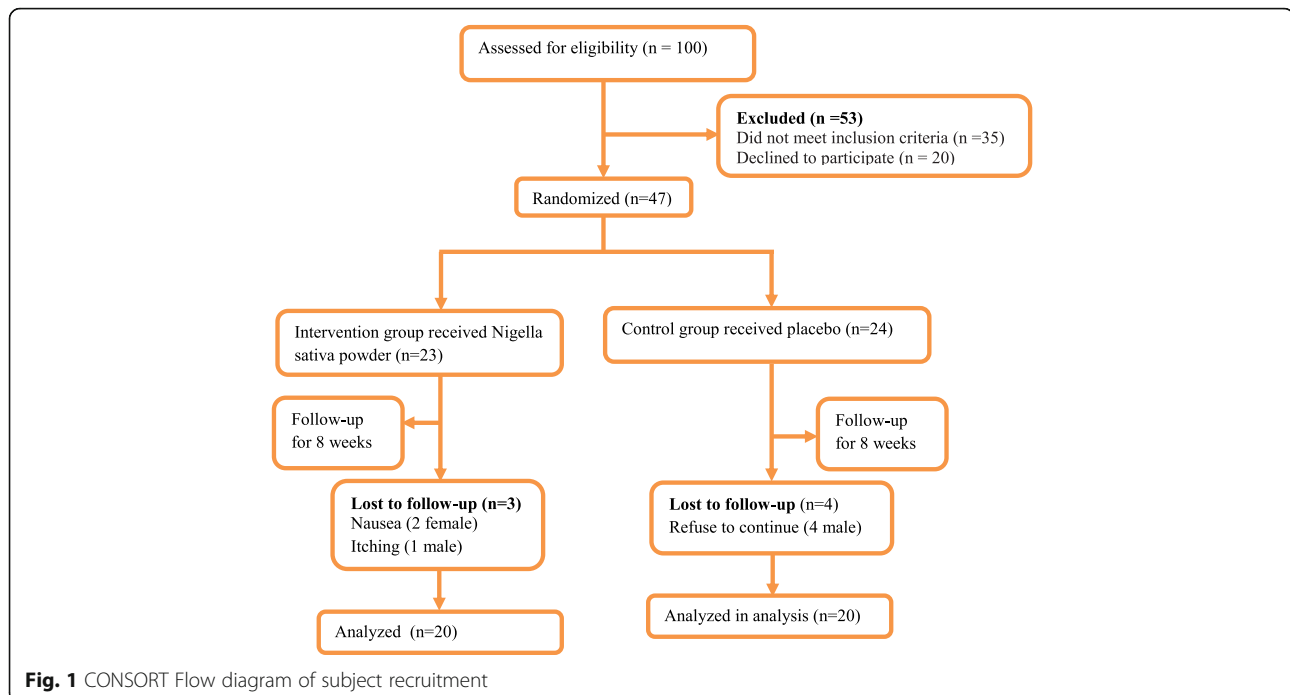 Assessed for eligibility (n = 100)
Excluded (n =53)
Did not meet inclusion criteria (n =35)
Declined to participate (n = 20)
Randomized (n=47)
Intervention group received Nigella
sativa powder (n=23)
Control group received placebo (n=24)
Follow-up
for 8 weeks
Follow-up
for 8 weeks
Lost to follow-up (n=3)
Nausea (2 female)
Itching (1 male)
Lost to follow-up (n=4)
Refuse to continue (4 male)
Analyzed (n=20)
Analyzed in analysis (n=20)
Fig. 1 CONSORT Flow diagram of subject recruitment